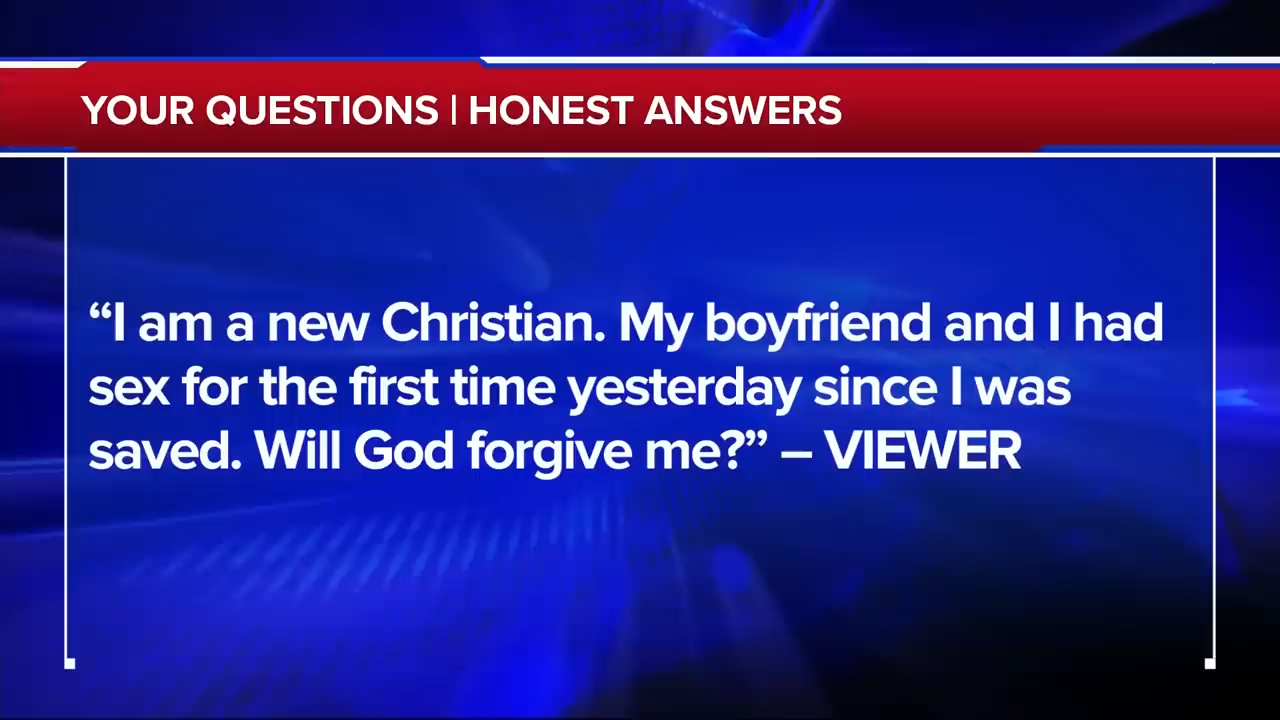 YOUR QUESTIONS | HONEST ANSWERS
“I am a new Christian. My boyfriend and I had
sex for the first time yesterday since I was
saved. Will God forgive me?” – VIEWER